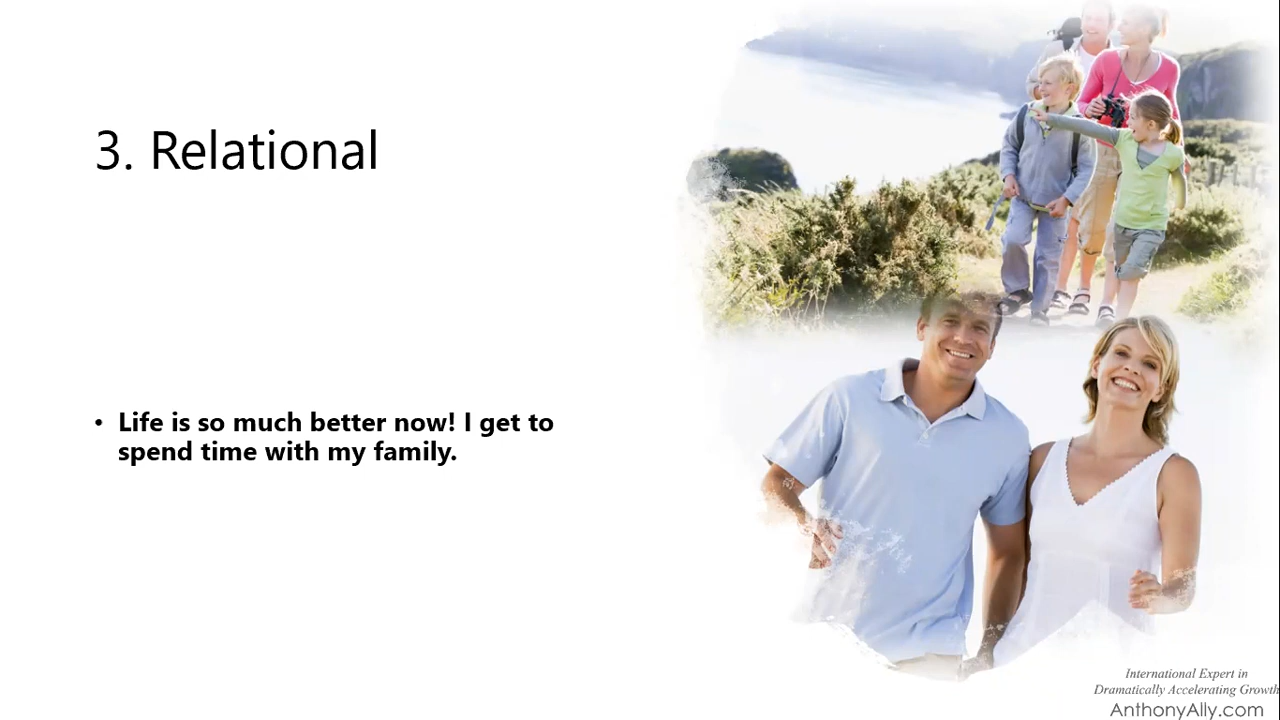 3. Relational
• Life is so much better now! I get to
spend time with my family.
International Expert in
Dramatically Accelerating Growth
AnthonyAlly.com